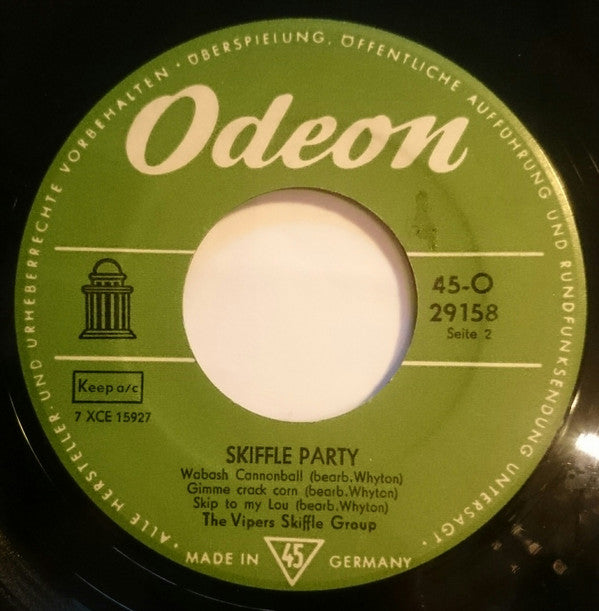 · ALLE HERSTELLER- UND URHEBERRECHTE VORBEHALTEN · ÜBERSPIELUNG, ÖFFENTLICHE AUFFÜHRUNG UND RUNDFUNKSENDUNG UNTERSAGT ·
Odeon
45-O
29158
Seite 2
Keep a/c
7 XCE 15927
SKIFFLE PARTY
Wabash Cannonball (bearb.Whyton)
Gimme crack corn (bearb.Whyton)
Skip to my Lou (bearb.Whyton)
The Vipers Skiffle Group
MADE IN 45 GERMANY